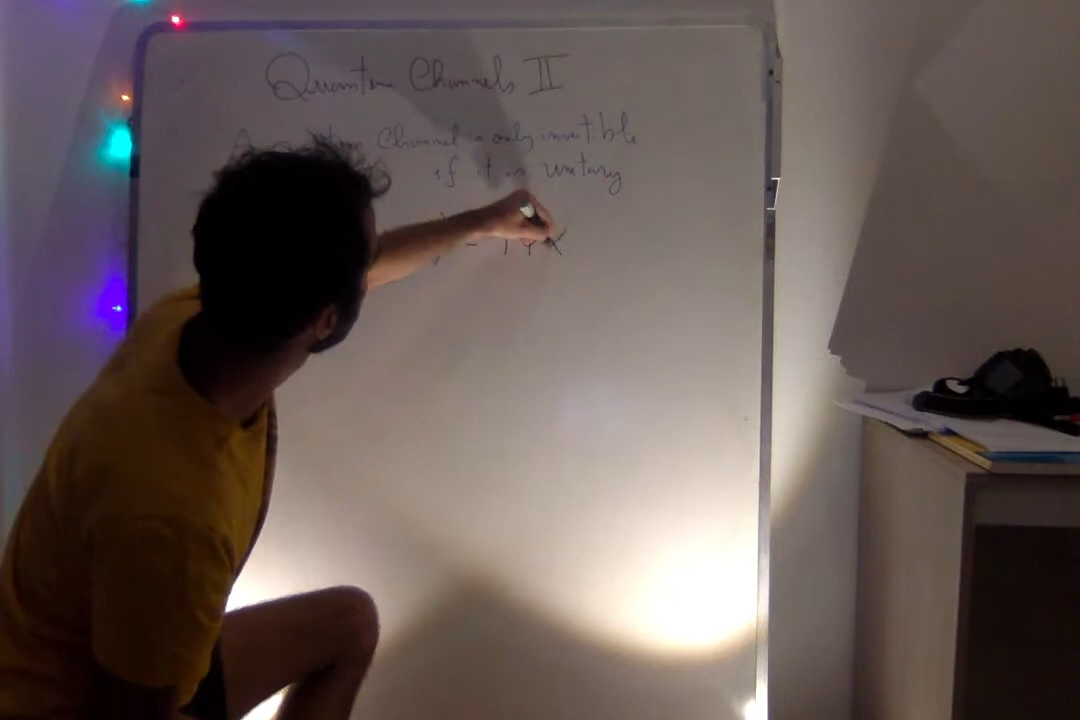 Quantum Channels II
A Channel is only invertible
if it is unitary
= | ψ X